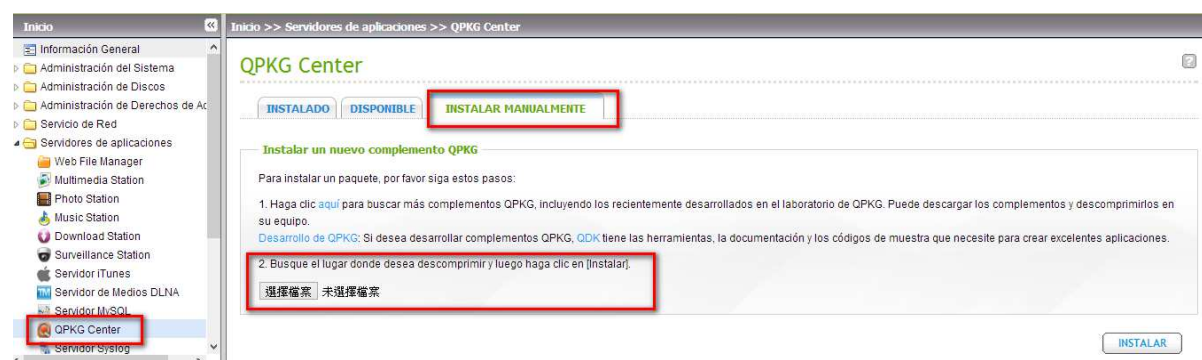 Inicio
Información General
Administración del Sistema
Administración de Discos
Administración de Derechos de Ac
Servicio de Red
Servidores de aplicaciones
Web File Manager
Multimedia Station
Photo Station
Music Station
Download Station
Surveillance Station
Servidor iTunes
Servidor de Medios DLNA
Servidor MySQL
QPKG Center
Servidor Syslog
Inicio >> Servidores de aplicaciones >> QPKG Center
QPKG Center
INSTALADO DISPONIBLE INSTALAR MANUALMENTE
Instalar un nuevo complemento QPKG
Para instalar un paquete, por favor siga estos pasos:
1. Haga clic aquí para buscar más complementos QPKG, incluyendo los recientemente desarrollados en el laboratorio de QPKG. Puede descargar los complementos y descomprimirlos en
su equipo.
Desarrollo de QPKG: Si desea desarrollar complementos QPKG, QDK tiene las herramientas, la documentación y los códigos de muestra que necesite para crear excelentes aplicaciones.
2. Busque el lugar donde desea descomprimir y luego haga clic en [Instalar].
選擇檔案 未選擇檔案
INSTALAR